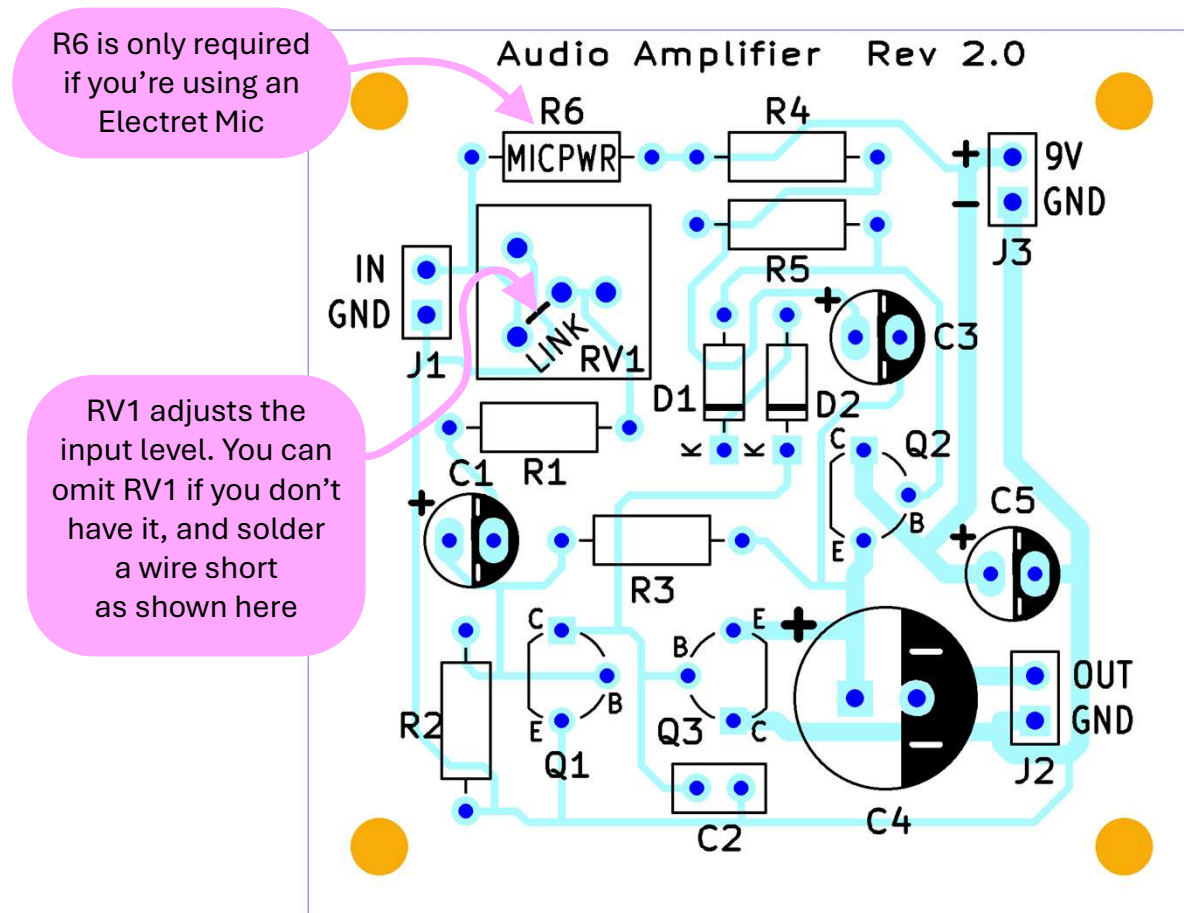 R6 is only required
if you’re using an
Electret Mic
Audio Amplifier Rev 2.0
R6
R4
MICPWR
+ 9V
− GND
J3
R5
IN
GND
J1
LINK
RV1
+
C3
D1
D2
K
K
RV1 adjusts the
input level. You can
omit RV1 if you don’t
have it, and solder
a wire short
as shown here
R1
C1
+
C
Q2
B
E
C5
+
R3
C
B
E
Q1
R2
E
B
C
Q3
+
C4
C2
OUT
GND
J2